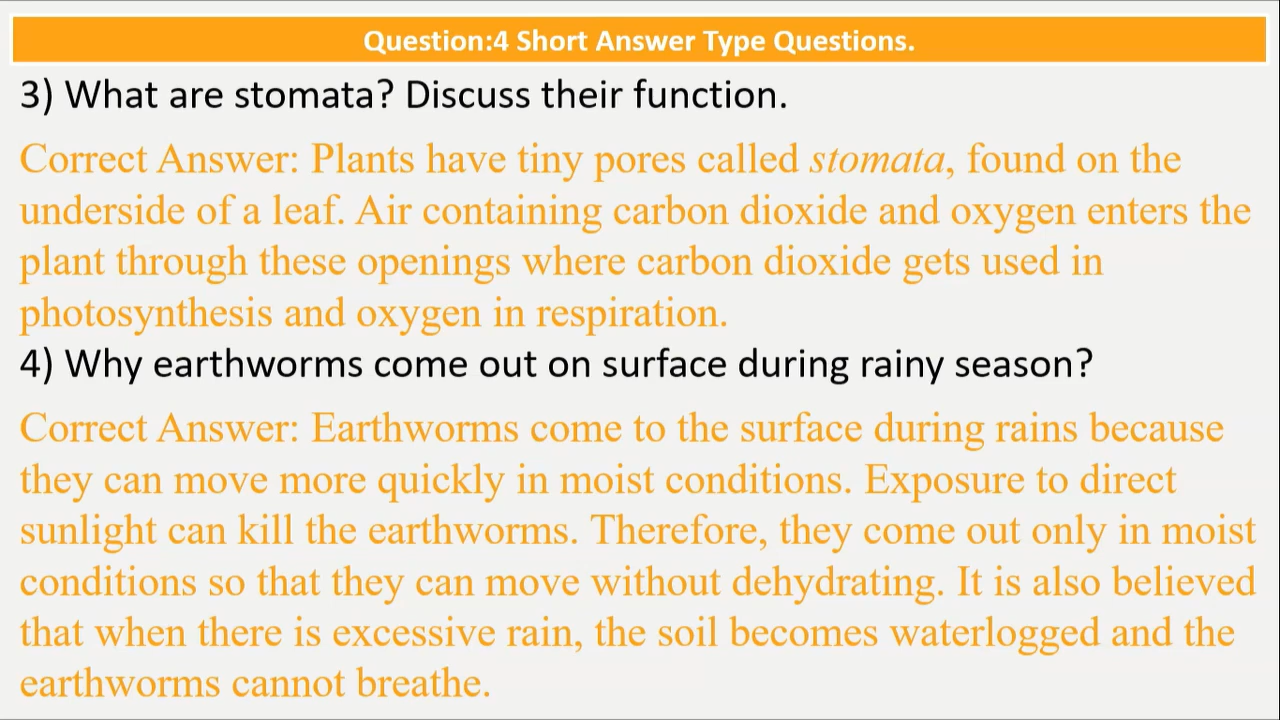 Question:4 Short Answer Type Questions.
3) What are stomata? Discuss their function.
Correct Answer: Plants have tiny pores called stomata, found on the
underside of a leaf. Air containing carbon dioxide and oxygen enters the
plant through these openings where carbon dioxide gets used in
photosynthesis and oxygen in respiration.
4) Why earthworms come out on surface during rainy season?
Correct Answer: Earthworms come to the surface during rains because
they can move more quickly in moist conditions. Exposure to direct
sunlight can kill the earthworms. Therefore, they come out only in moist
conditions so that they can move without dehydrating. It is also believed
that when there is excessive rain, the soil becomes waterlogged and the
earthworms cannot breathe.